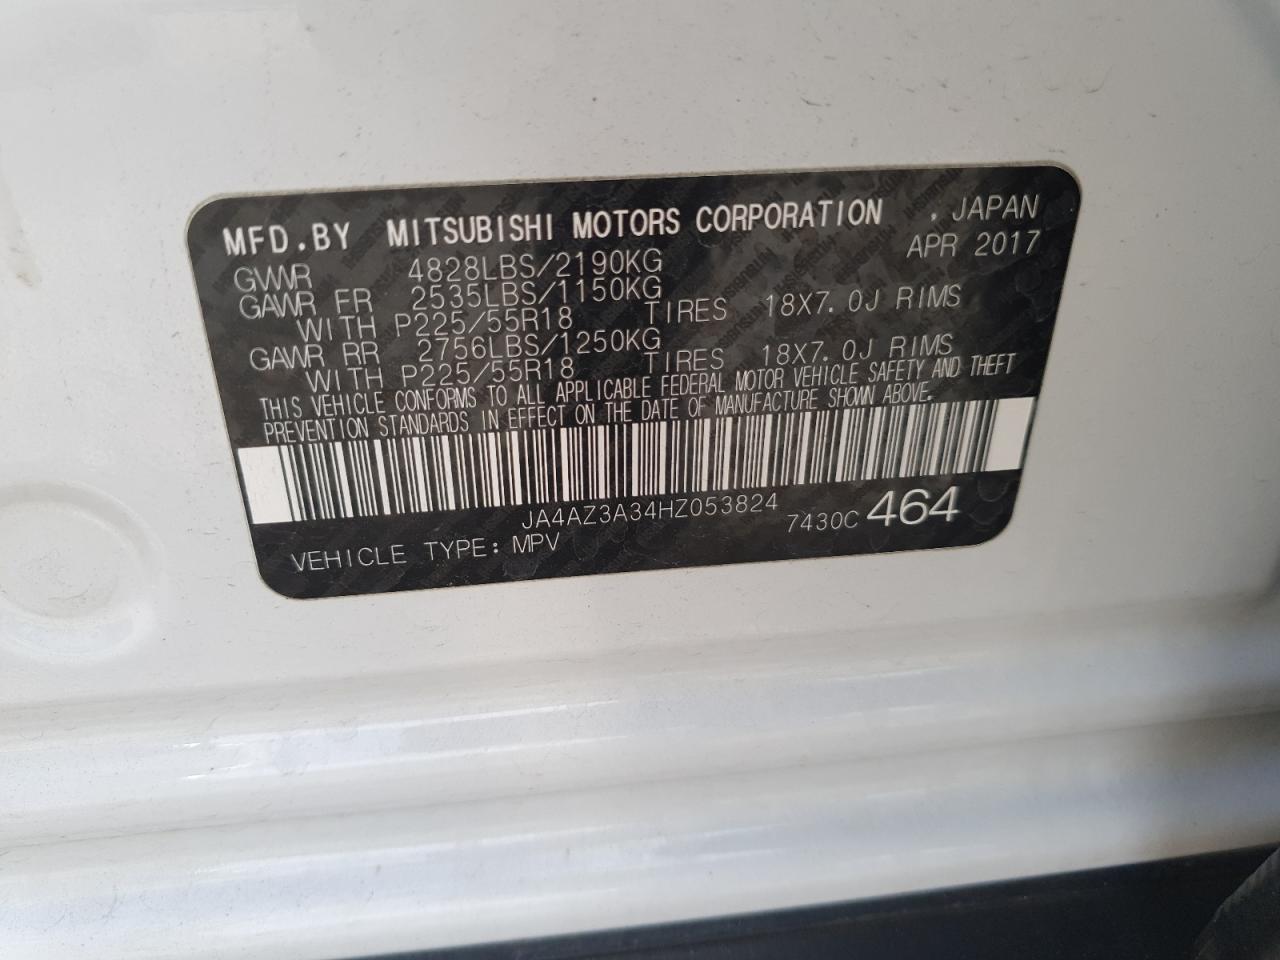 MFD.BY MITSUBISHI MOTORS CORPORATION , JAPAN
APR 2017
GVWR 4828LBS/2190KG
GAWR FR 2535LBS/1150KG
WITH P225/55R18 TIRES 18X7.0J RIMS
GAWR RR 2756LBS/1250KG
WITH P225/55R18 TIRES 18X7.0J RIMS
THIS VEHICLE CONFORMS TO ALL APPLICABLE FEDERAL MOTOR VEHICLE SAFETY AND THEFT
PREVENTION STANDARDS IN EFFECT ON THE DATE OF MANUFACTURE SHOWN ABOVE.
JA4AZ3A34HZ053824
7430C 464
VEHICLE TYPE: MPV